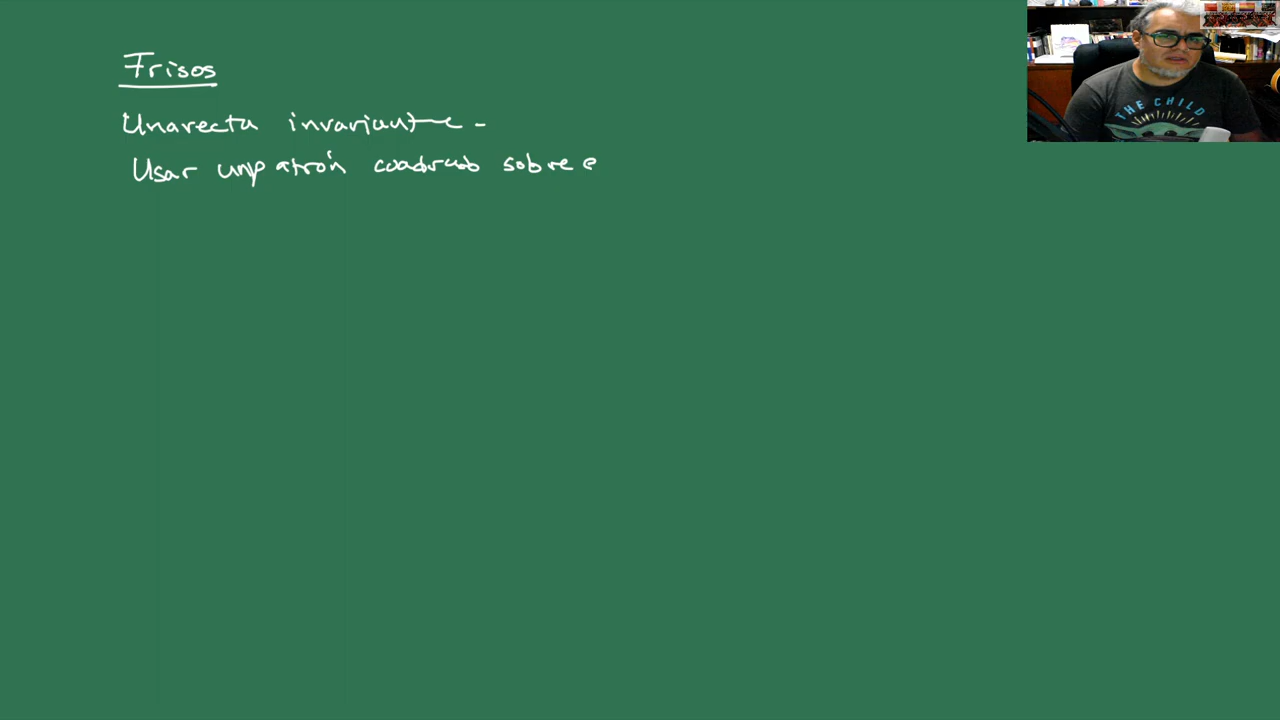 Frisos
Una recta invariante -
Usar un patrón cuadrado sobre e
THE CHILD